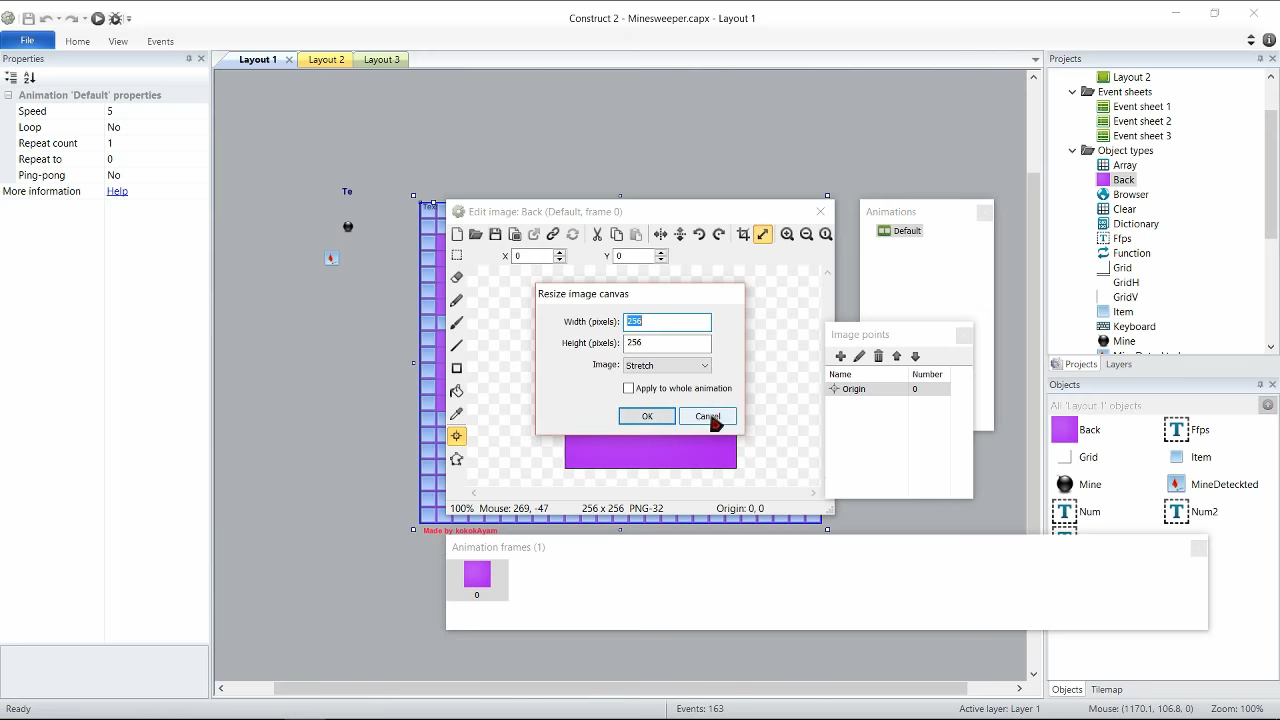 Construct 2 - Minesweeper.capx - Layout 1
File
Home
View
Events
Properties
Animation 'Default' properties
Speed 5
Loop No
Repeat count 1
Repeat to 0
Ping-pong No
More information Help
Layout 1
Layout 2
Layout 3
Te
Text
Made by kokokAyam
Edit image: Back (Default, frame 0)
X 0 Y 0
Resize image canvas
Width (pixels): 256
Height (pixels): 256
Image: Stretch
Apply to whole animation
OK
Cancel
100% Mouse: 269, -47 256 x 256 PNG-32 Origin: 0, 0
Animations
Default
Image points
Name Number
Origin 0
Animation frames (1)
0
Projects
Layout 2
Event sheets
Event sheet 1
Event sheet 2
Event sheet 3
Object types
Array
Back
Browser
Clear
Dictionary
Ffps
Function
Grid
GridH
GridV
Item
Keyboard
Mine
Projects Layers
Objects
All 'Layout 1' objects
Back Ffps
Grid Item
Mine MineDeteckted
Num Num2
Objects Tilemap
Ready
Events: 163
Active layer: Layer 1
Mouse: (1170.1, 106.8, 0)
Zoom: 100%